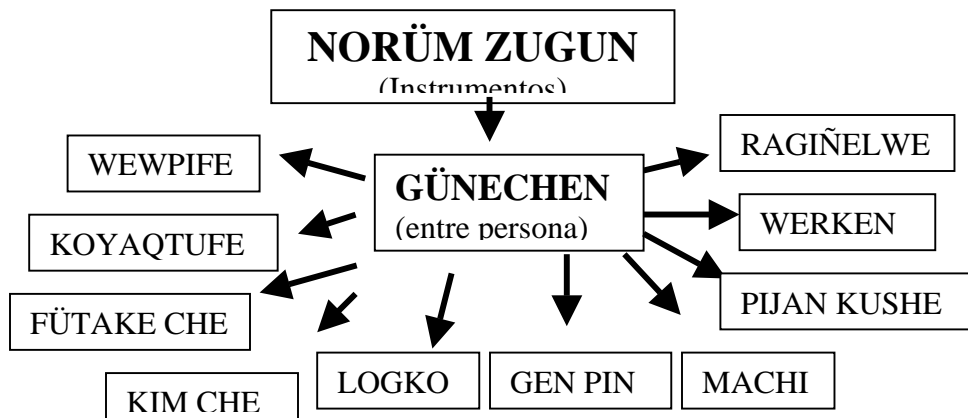 NORÜM ZUGUN
(Instrumentos)
GÜNECHEN
(entre persona)
WEWPIFE
KOYAQTUFE
FÜTAKE CHE
KIM CHE
LOGKO
GEN PIN
MACHI
PIJAN KUSHE
WERKEN
RAGIÑELWE